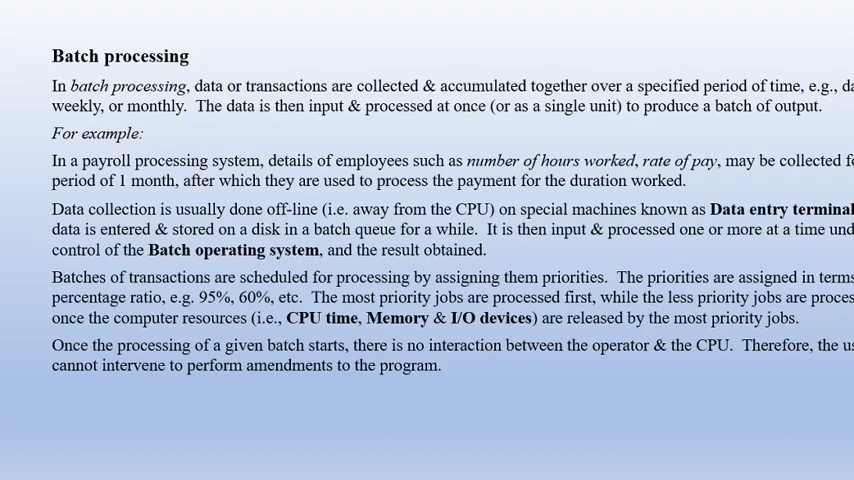 Batch processing
In batch processing, data or transactions are collected & accumulated together over a specified period of time, e.g.,
weekly, or monthly. The data is then input & processed at once (or as a single unit) to produce a batch of output.
For example:
In a payroll processing system, details of employees such as number of hours worked, rate of pay, may be collected
period of 1 month, after which they are used to process the payment for the duration worked.
Data collection is usually done off-line (i.e. away from the CPU) on special machines known as Data entry terminal
data is entered & stored on a disk in a batch queue for a while. It is then input & processed one or more at a time
control of the Batch operating system, and the result obtained.
Batches of transactions are scheduled for processing by assigning them priorities. The priorities are assigned in terms
percentage ratio, e.g. 95%, 60%, etc. The most priority jobs are processed first, while the less priority jobs are
once the computer resources (i.e., CPU time, Memory & I/O devices) are released by the most priority jobs.
Once the processing of a given batch starts, there is no interaction between the operator & the CPU. Therefore, the
cannot intervene to perform amendments to the program.